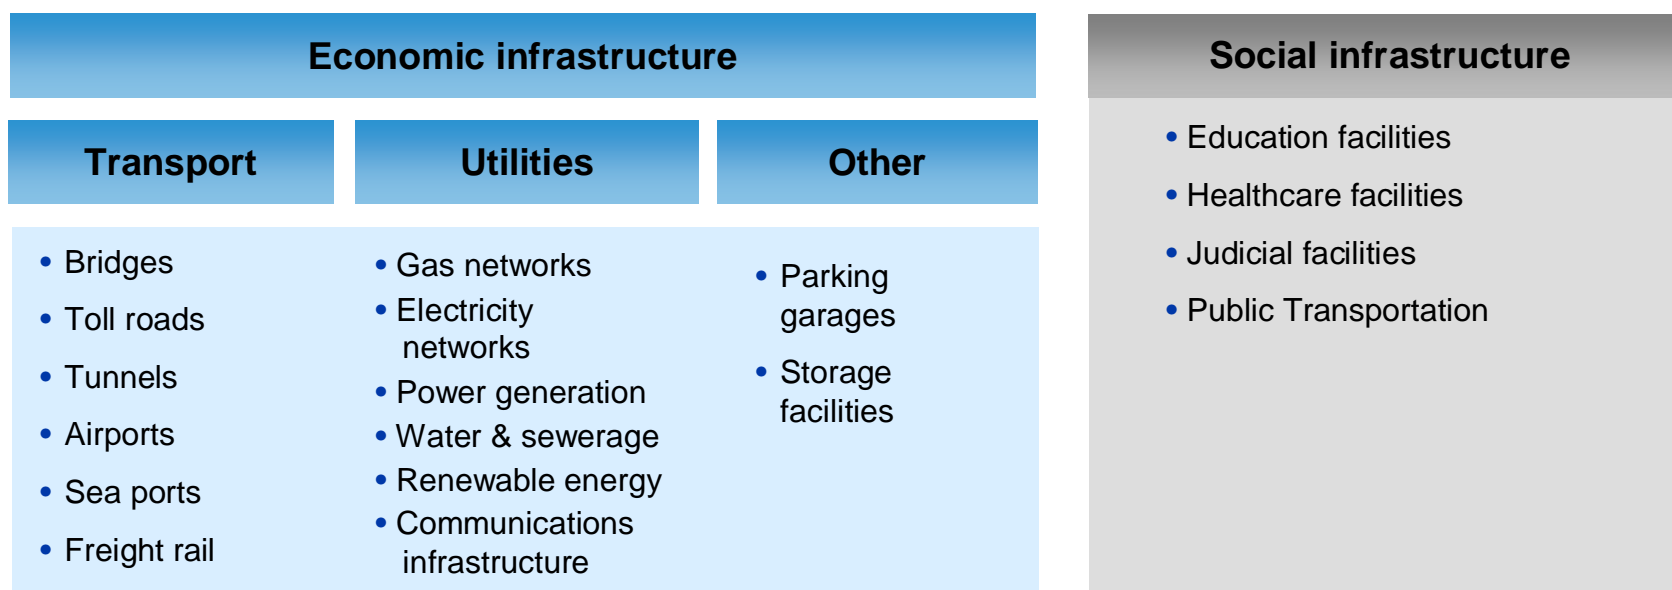 Economic infrastructure
Transport
• Bridges
• Toll roads
• Tunnels
• Airports
• Sea ports
• Freight rail
Utilities
• Gas networks
• Electricity
networks
• Power generation
• Water & sewerage
• Renewable energy
• Communications
infrastructure
Other
• Parking
garages
• Storage
facilities
Social infrastructure
• Education facilities
• Healthcare facilities
• Judicial facilities
• Public Transportation